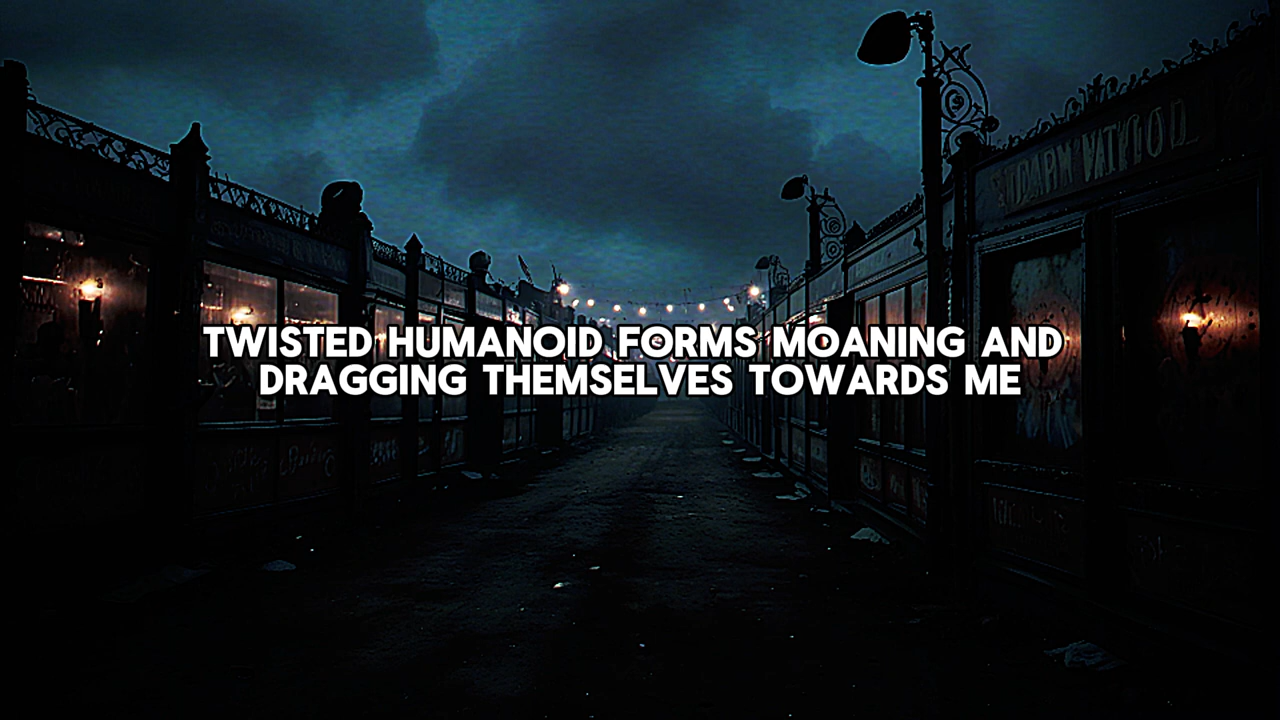 TWISTED HUMANOID FORMS MOANING AND
DRAGGING THEMSELVES TOWARDS ME